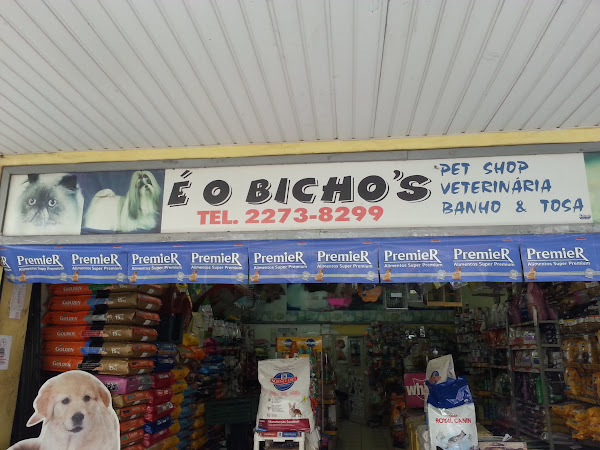 É O BICHO'S
TEL. 2273-8299
PET SHOP
VETERINÁRIA
BANHO & TOSA
PREMIER PREMIER PREMIER PREMIER PREMIER PREMIER PREMIER PREMIER PREMIER
Alimentos Super Premium Alimentos Super Premium Alimentos Super Premium Alimentos Super Premium Alimentos Super Premium Alimentos Super Premium Alimentos Super Premium Alimentos Super Premium Alimentos Super Premium
GOLDEN
GOLDEN
GOLDEN
GOLDEN
GOLDEN
ROYAL CANIN